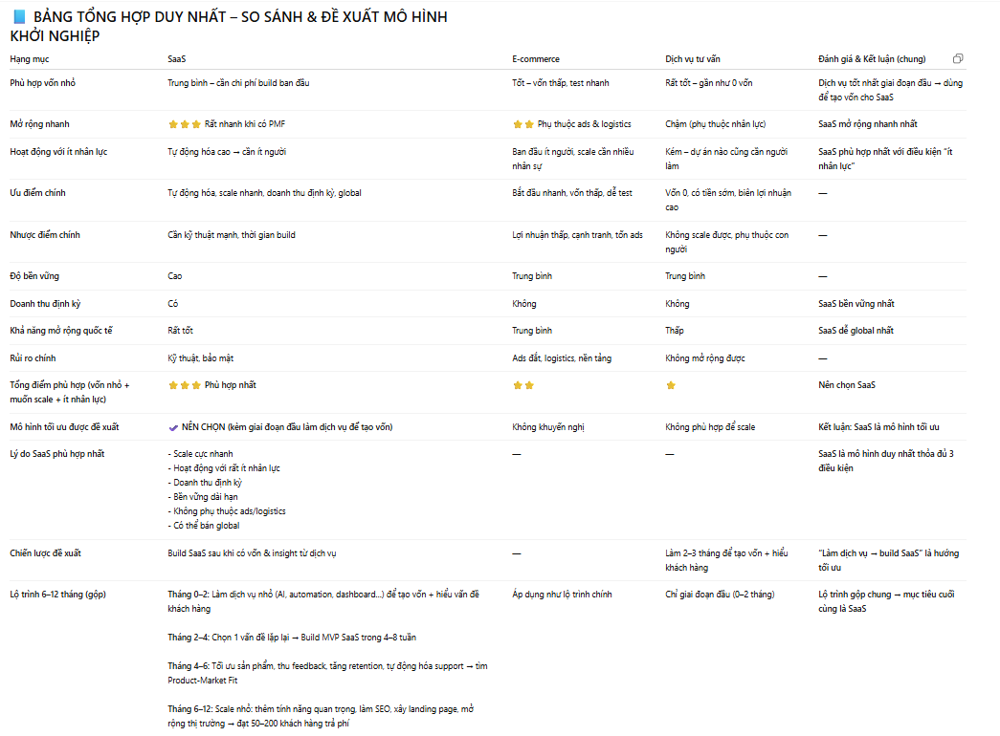 📘 BẢNG TỔNG HỢP DUY NHẤT – SO SÁNH & ĐỀ XUẤT MÔ HÌNH
KHỞI NGHIỆP
Hạng mục SaaS E-commerce Dịch vụ tư vấn Đánh giá & Kết luận (chung)
Phù hợp vốn nhỏ Trung bình – cần chi phí build ban đầu Tốt – vốn thấp, test nhanh Rất tốt – gần như 0 vốn Dịch vụ tốt nhất giai đoạn đầu → dùng
để tạo vốn cho SaaS
Mở rộng nhanh ⭐⭐⭐ Rất nhanh khi có PMF ⭐⭐ Phụ thuộc ads & logistics Chậm (phụ thuộc nhân lực) SaaS mở rộng nhanh nhất
Hoạt động với ít nhân lực Tự động hóa cao → cần ít người Ban đầu ít người, scale cần nhiều
nhân sự
Kém – dự án nào cũng cần người
làm
SaaS phù hợp nhất với điều kiện “ít
nhân lực”
Ưu điểm chính Tự động hóa, scale nhanh, doanh thu định kỳ, global Bắt đầu nhanh, vốn thấp, dễ test Vốn 0, có tiền sớm, biên lợi nhuận
cao
—
Nhược điểm chính Cần kỹ thuật mạnh, thời gian build Lợi nhuận thấp, cạnh tranh, tốn ads Không scale được, phụ thuộc con
người
—
Độ bền vững Cao Trung bình Trung bình —
Doanh thu định kỳ Có Không Không SaaS bền vững nhất
Khả năng mở rộng quốc tế Rất tốt Trung bình Thấp SaaS dễ global nhất
Rủi ro chính Kỹ thuật, bảo mật Ads đắt, logistics, nền tảng Không mở rộng được —
Tổng điểm phù hợp (vốn nhỏ +
muốn scale + ít nhân lực)
⭐⭐⭐ Phù hợp nhất ⭐⭐ ⭐ Nên chọn SaaS
Mô hình tối ưu được đề xuất ✔ NÊN CHỌN (kèm giai đoạn đầu làm dịch vụ để tạo vốn) Không khuyến nghị Không phù hợp để scale Kết luận: SaaS là mô hình tối ưu
Lý do SaaS phù hợp nhất - Scale cực nhanh
- Hoạt động với rất ít nhân lực
- Doanh thu định kỳ
- Bền vững dài hạn
- Không phụ thuộc ads/logistics
- Có thể bán global
— — SaaS là mô hình duy nhất thỏa đủ 3
điều kiện
Chiến lược đề xuất Build SaaS sau khi có vốn & insight từ dịch vụ — Làm 2–3 tháng để tạo vốn + hiểu
khách hàng
“Làm dịch vụ → build SaaS” là hướng
tối ưu
Lộ trình 6–12 tháng (gộp) Tháng 0–2: Làm dịch vụ nhỏ (AI, automation, dashboard…) để tạo vốn + hiểu vấn đề
khách hàng
Tháng 2–4: Chọn 1 vấn đề lặp lại → Build MVP SaaS trong 4–8 tuần
Tháng 4–6: Tối ưu sản phẩm, thu feedback, tăng retention, tự động hóa support → tìm
Product-Market Fit
Tháng 6–12: Scale nhỏ: thêm tính năng quan trọng, làm SEO, xây landing page, mở
rộng thị trường → đạt 50–200 khách hàng trả phí
Áp dụng như lộ trình chính Chỉ giai đoạn đầu (0–2 tháng) Lộ trình gộp chung → mục tiêu cuối
cùng là SaaS